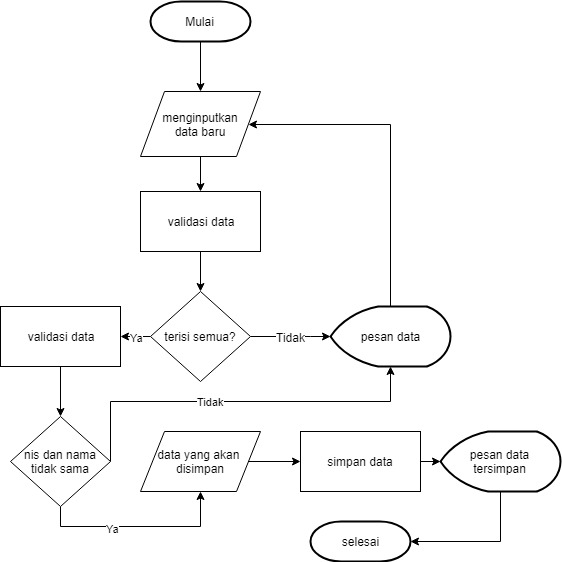 Mulai
menginputkan
data baru
validasi data
terisi semua?
Ya
Tidak
pesan data
validasi data
Tidak
nis dan nama
tidak sama
Ya
data yang akan
disimpan
simpan data
pesan data
tersimpan
selesai